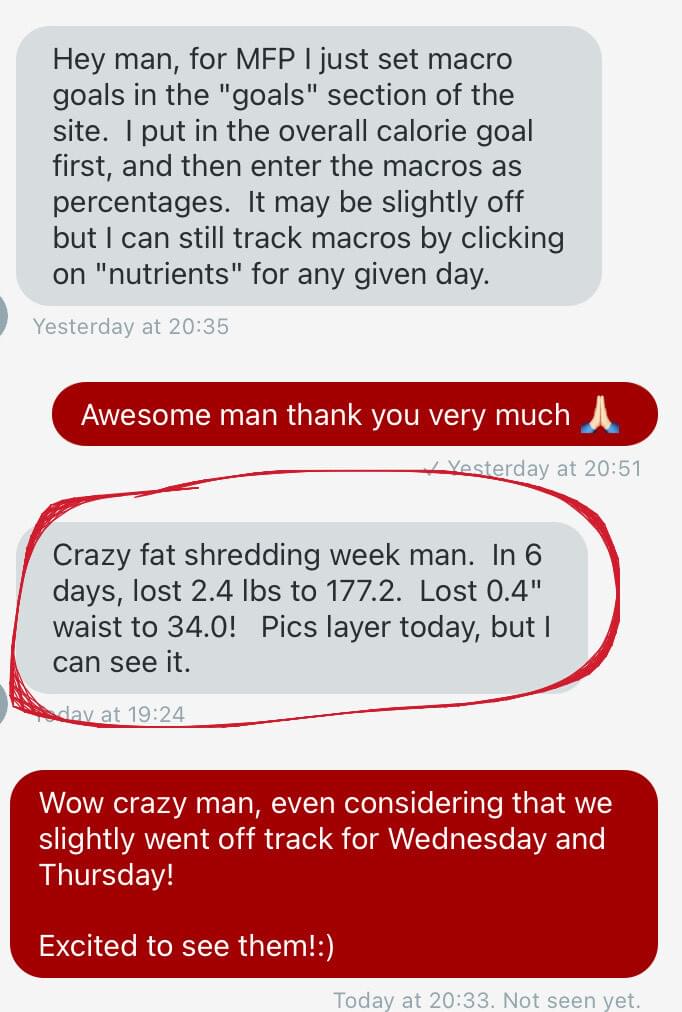 Hey man, for MFP I just set macro
goals in the "goals" section of the
site.  I put in the overall calorie goal
first, and then enter the macros as
percentages.  It may be slightly off
but I can still track macros by clicking
on "nutrients" for any given day.
Yesterday at 20:35
Awesome man thank you very much 🙏🏻
✓ Yesterday at 20:51
Crazy fat shredding week man.  In 6
days, lost 2.4 lbs to 177.2.  Lost 0.4"
waist to 34.0!   Pics layer today, but I
can see it.
Today at 19:24
Wow crazy man, even considering that we
slightly went off track for Wednesday and
Thursday!
Excited to see them!:)
Today at 20:33. Not seen yet.